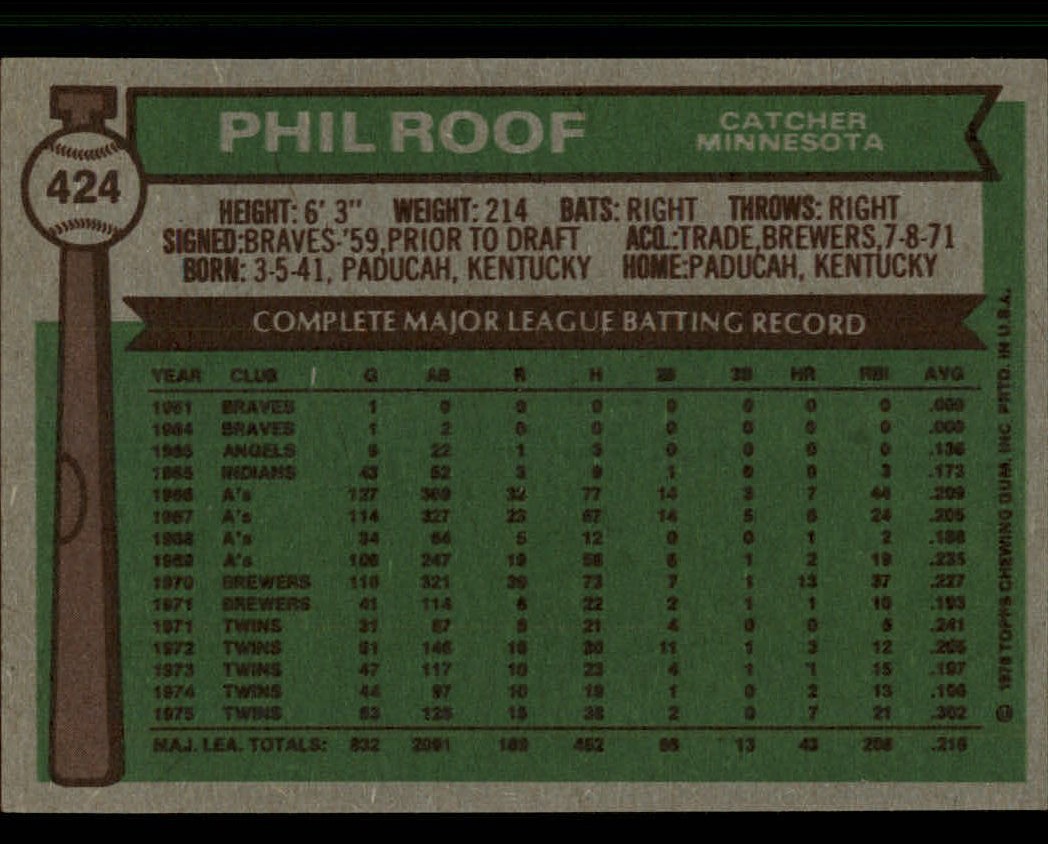 PHIL ROOF
CATCHER
MINNESOTA
424
HEIGHT: 6' 3" WEIGHT: 214 BATS: RIGHT THROWS: RIGHT
SIGNED:BRAVES-'59,PRIOR TO DRAFT ACQ.:TRADE,BREWERS,7-8-71
BORN: 3-5-41, PADUCAH, KENTUCKY HOME:PADUCAH, KENTUCKY
COMPLETE MAJOR LEAGUE BATTING RECORD
YEAR CLUB G AB R H 2B 3B HR RBI AVG
1961 BRAVES 1 0 0 0 0 0 0 0 .000
1964 BRAVES 1 2 0 0 0 0 0 0 .000
1965 ANGELS 9 22 1 3 0 0 0 0 .136
1965 INDIANS 43 52 3 9 1 0 0 3 .173
1966 A's 127 369 32 77 14 3 7 44 .209
1967 A's 114 327 23 67 14 5 6 24 .205
1968 A's 34 64 5 12 0 0 1 2 .188
1969 A's 106 247 19 58 6 1 2 19 .235
1970 BREWERS 110 321 39 73 7 1 13 37 .227
1971 BREWERS 41 114 6 22 2 1 1 10 .193
1971 TWINS 31 87 21 4 0 0 .241
1972 TWINS 61 146 16 30 11 1 3 12 .205
1973 TWINS 47 117 10 23 4 1 1 15 .197
1974 TWINS 44 97 10 19 1 0 2 13 .196
1975 TWINS 63 126 38 2 0 7 21 .302
MAJ. LEA. TOTALS: 832 2091 452 13 43 .216
© 1976 TOPPS CHEWING GUM, INC PRTD. IN U.S.A.